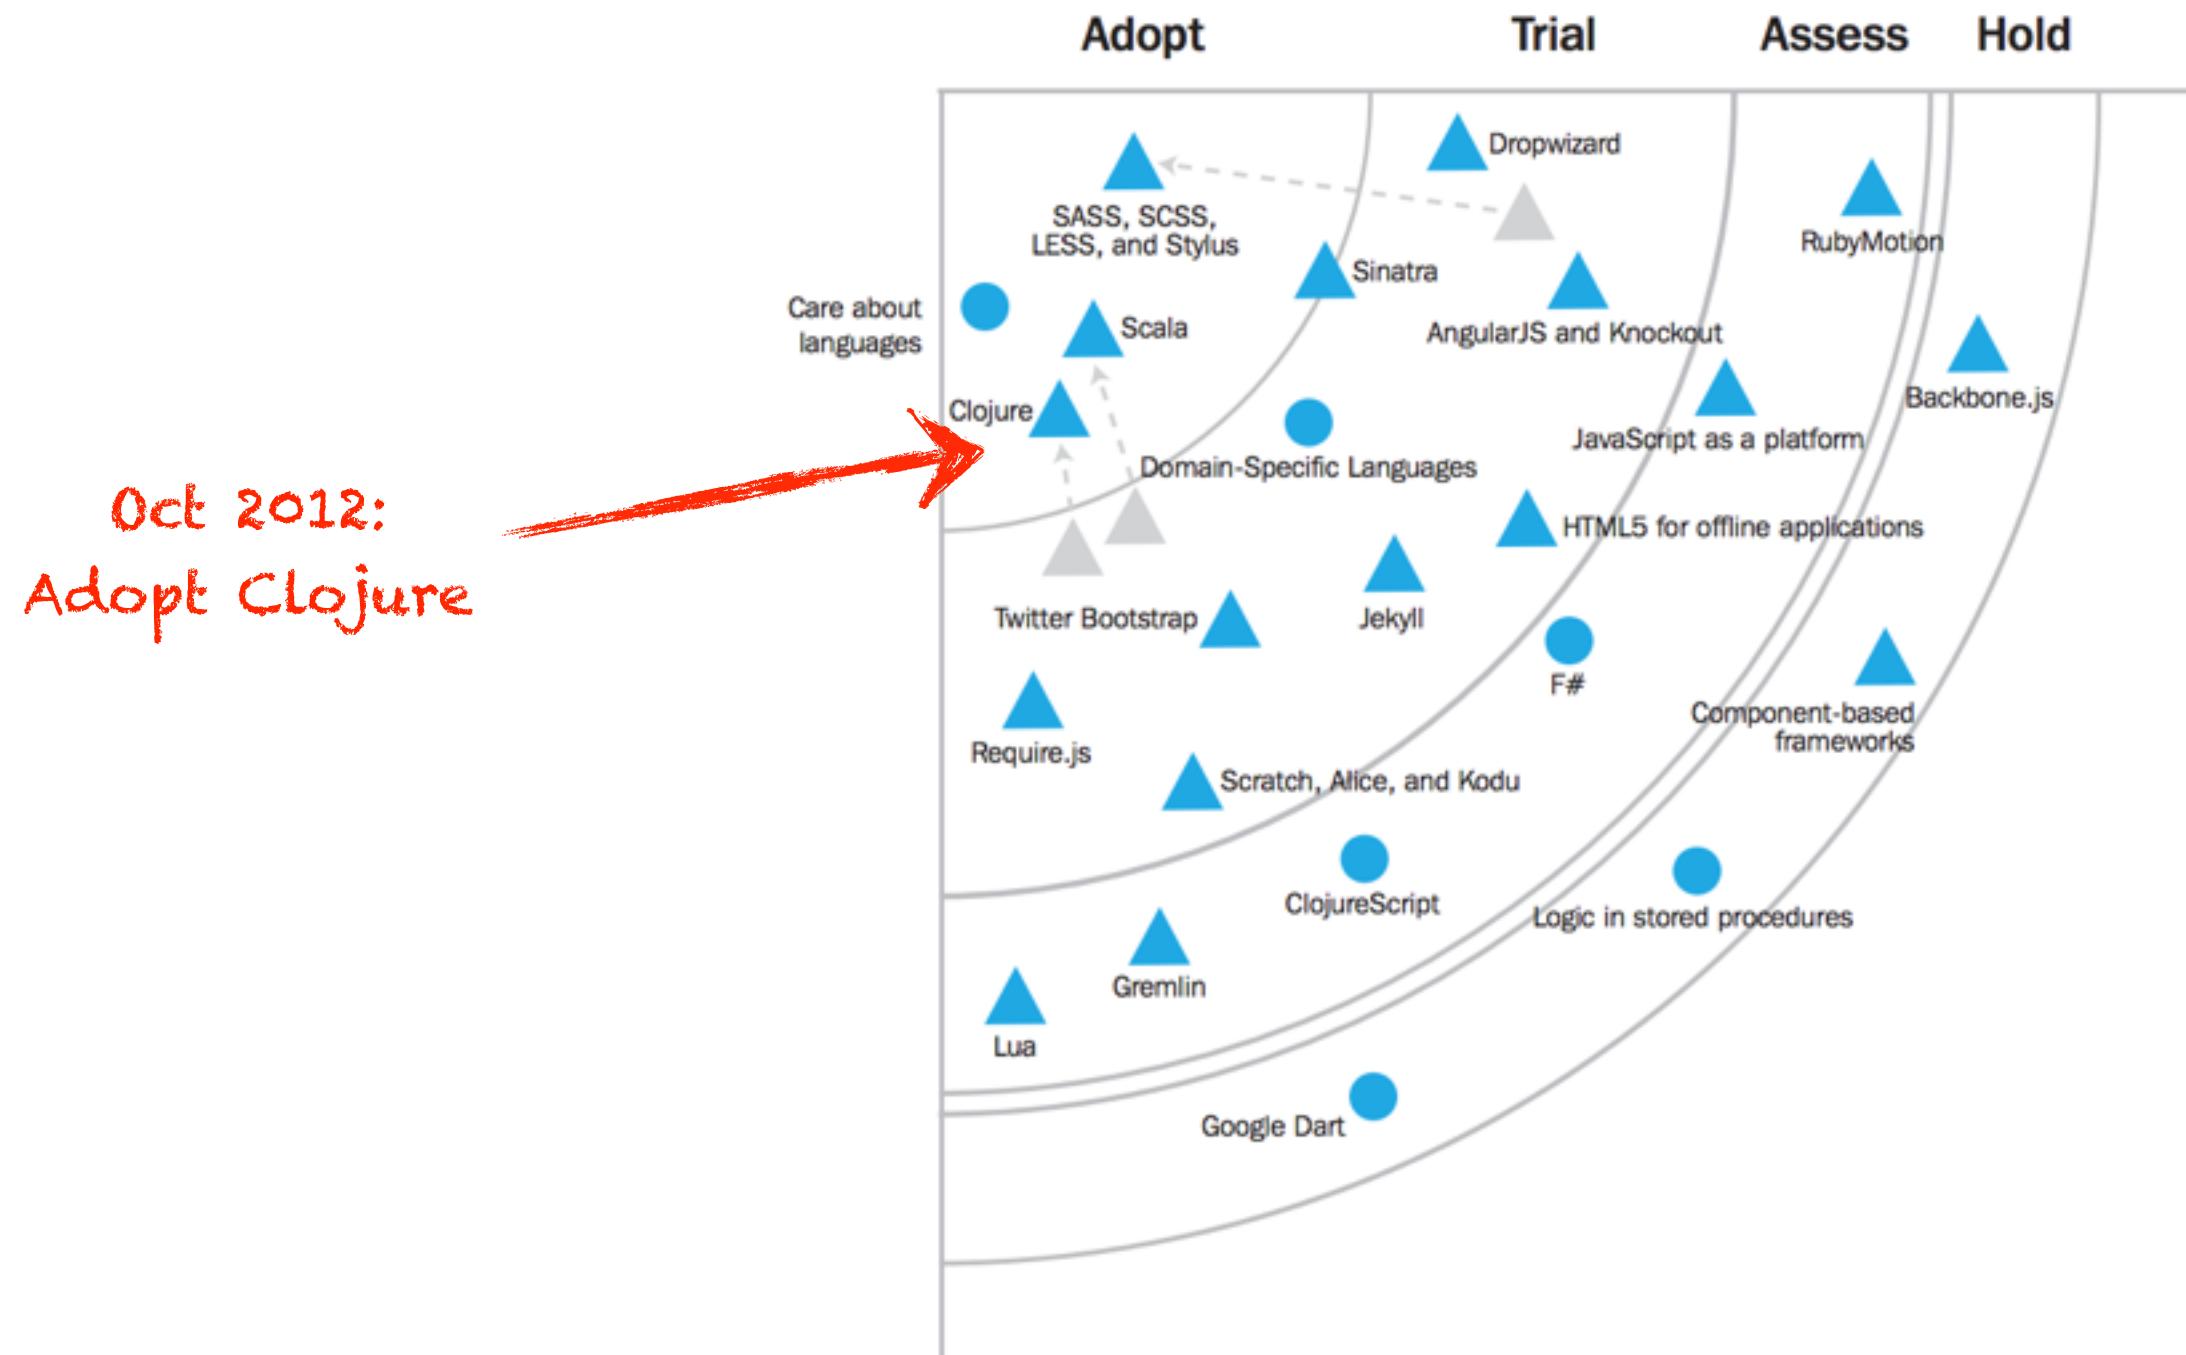 Adopt
Trial
Assess
Hold
Dropwizard
SASS, SCSS,
LESS, and Stylus
RubyMotion
Sinatra
Care about
languages
Scala
AngularJS and Knockout
Clojure
Backbone.js
JavaScript as a platform
Domain-Specific Languages
Oct 2012:
Adopt Clojure
HTML5 for offline applications
Twitter Bootstrap
Jekyll
F#
Component-based
frameworks
Require.js
Scratch, Alice, and Kodu
ClojureScript
Logic in stored procedures
Gremlin
Lua
Google Dart